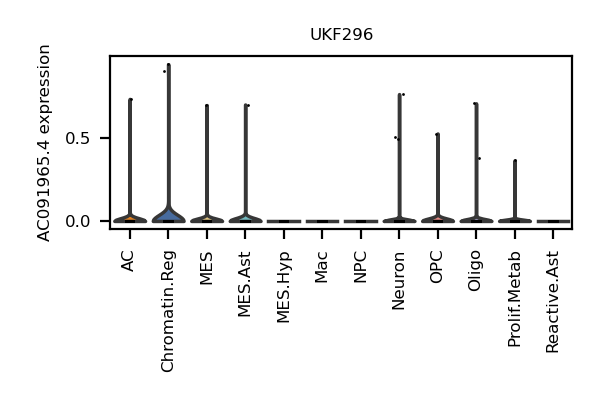 UKF296
AC091965.4 expression
0.5
0.0
AC
Chromatin.Reg
MES
MES.Ast
MES.Hyp
Mac
NPC
Neuron
OPC
Oligo
Prolif.Metab
Reactive.Ast